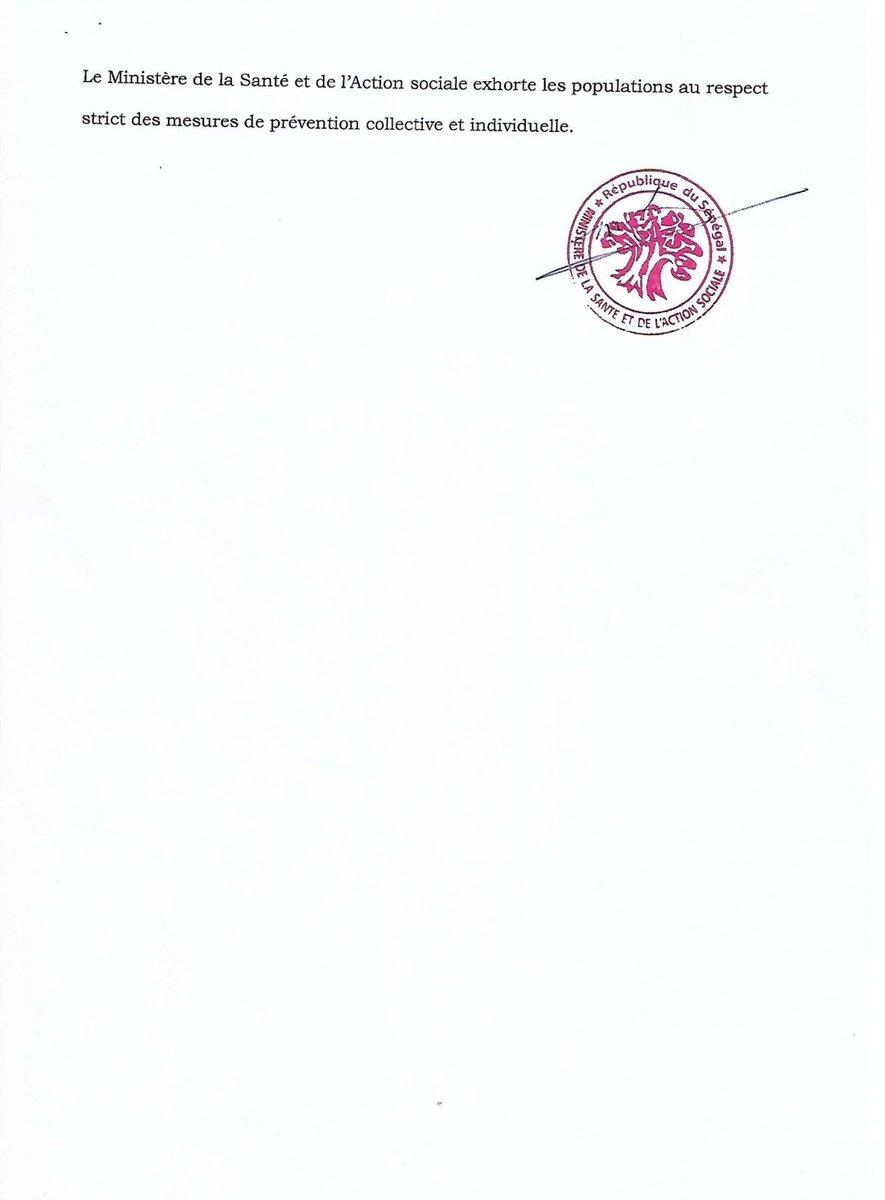 Le Ministère de la Santé et de l'Action sociale exhorte les populations au respect
strict des mesures de prévention collective et individuelle.
République du Sénégal
MINISTERE DE LA SANTE ET DE L'ACTION SOCIALE